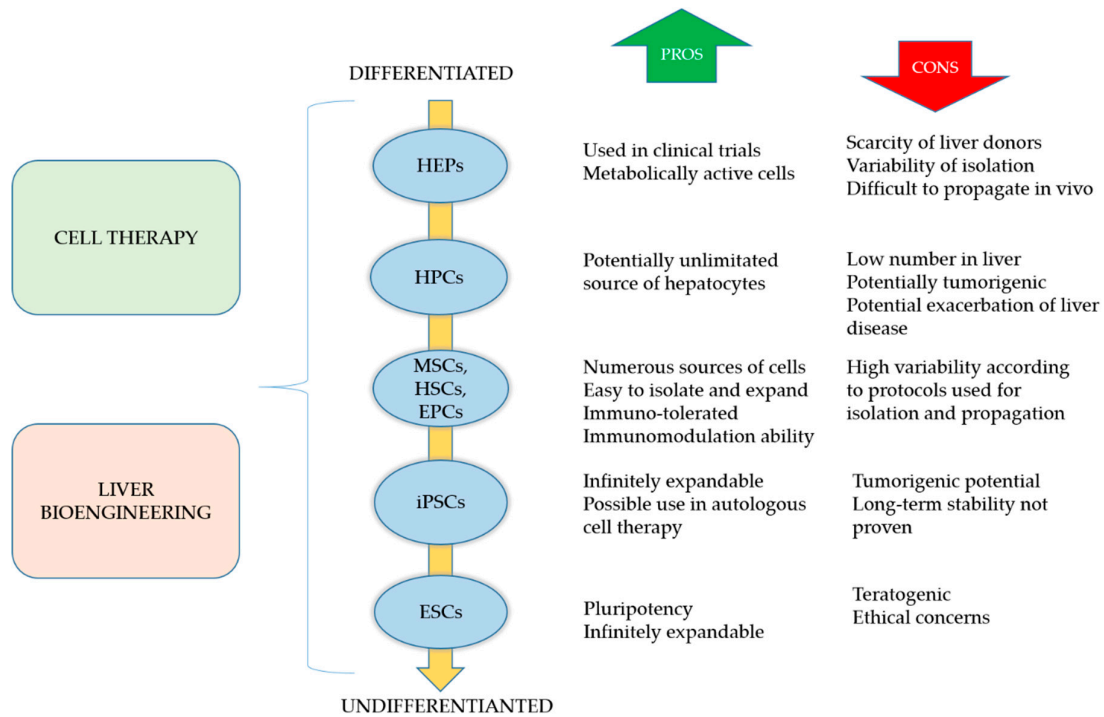 PROS
CONS
DIFFERENTIATED
CELL THERAPY
LIVER
BIOENGINEERING
HEPs
Used in clinical trials
Metabolically active cells
Scarcity of liver donors
Variability of isolation
Difficult to propagate in vivo
HPCs
Potentially unlimitated
source of hepatocytes
Low number in liver
Potentially tumorigenic
Potential exacerbation of liver
disease
MSCs,
HSCs,
EPCs
Numerous sources of cells
Easy to isolate and expand
Immuno-tolerated
Immunomodulation ability
High variability according
to protocols used for
isolation and propagation
iPSCs
Infinitely expandable
Possible use in autologous
cell therapy
Tumorigenic potential
Long-term stability not
proven
ESCs
Pluripotency
Infinitely expandable
Teratogenic
Ethical concerns
UNDIFFERENTIANTED